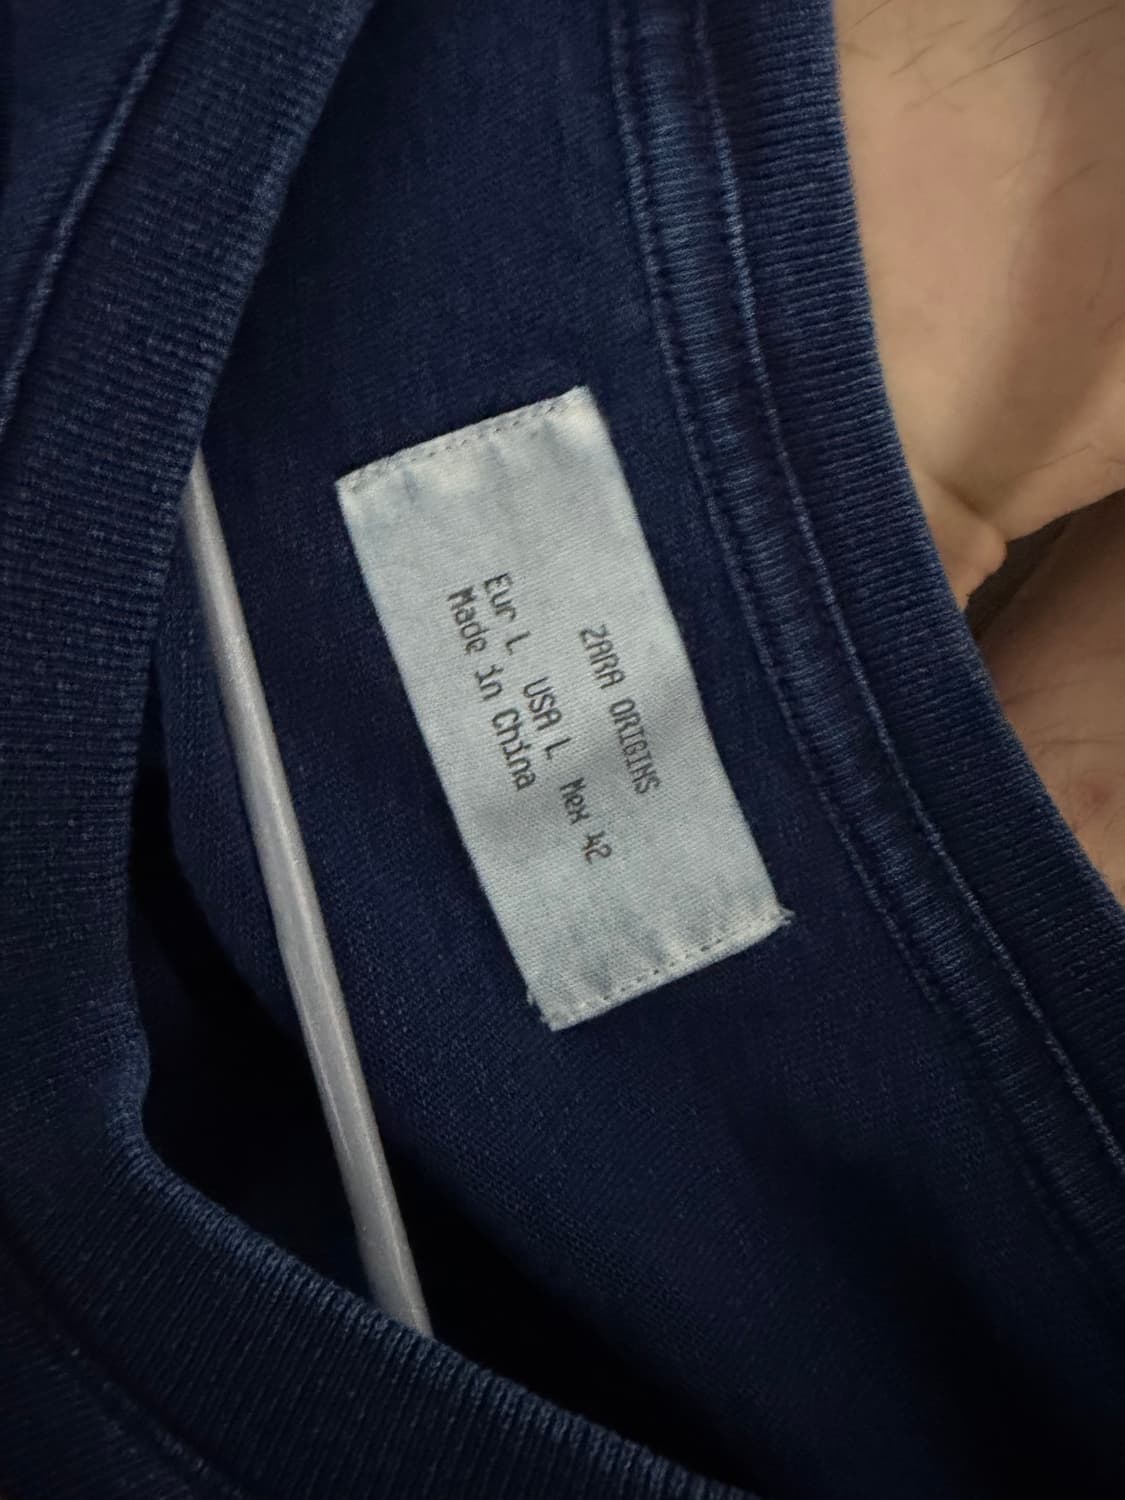 ZARA ORIGINS
Eur L USA L Mex 42
Made in China